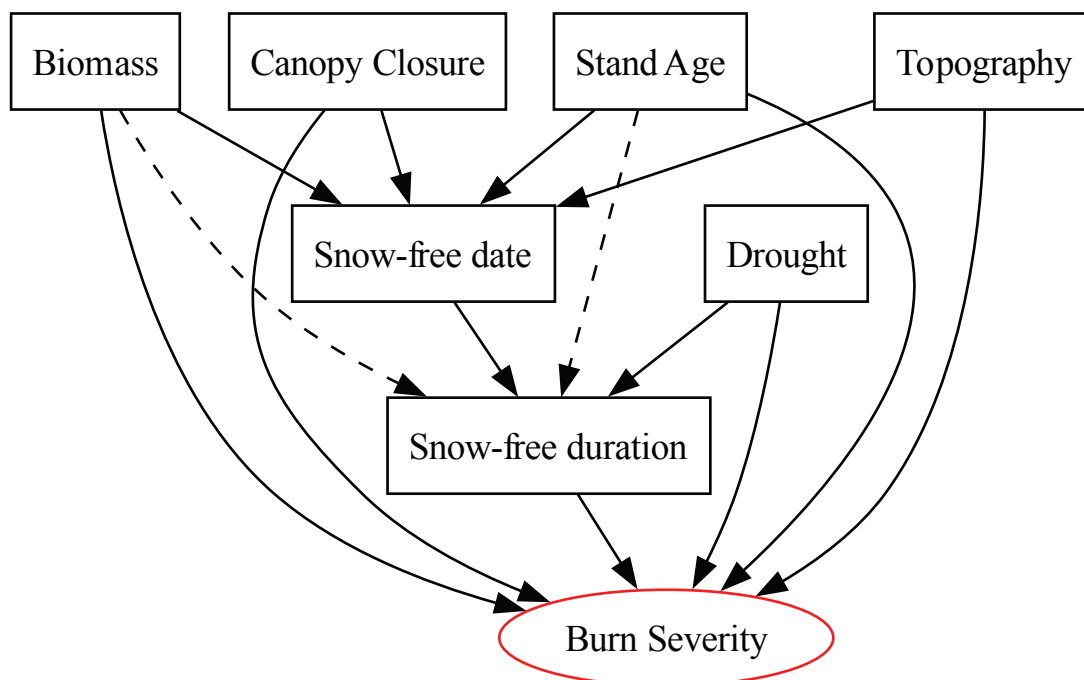 Biomass
Canopy Closure
Stand Age
Topography
Snow-free date
Drought
Snow-free duration
Burn Severity